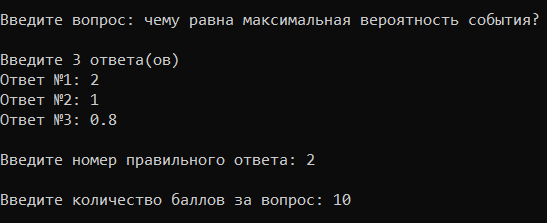 Введите вопрос: чему равна максимальная вероятность события?
Введите 3 ответа(ов)
Ответ №1: 2
Ответ №2: 1
Ответ №3: 0.8
Введите номер правильного ответа: 2
Введите количество баллов за вопрос: 10